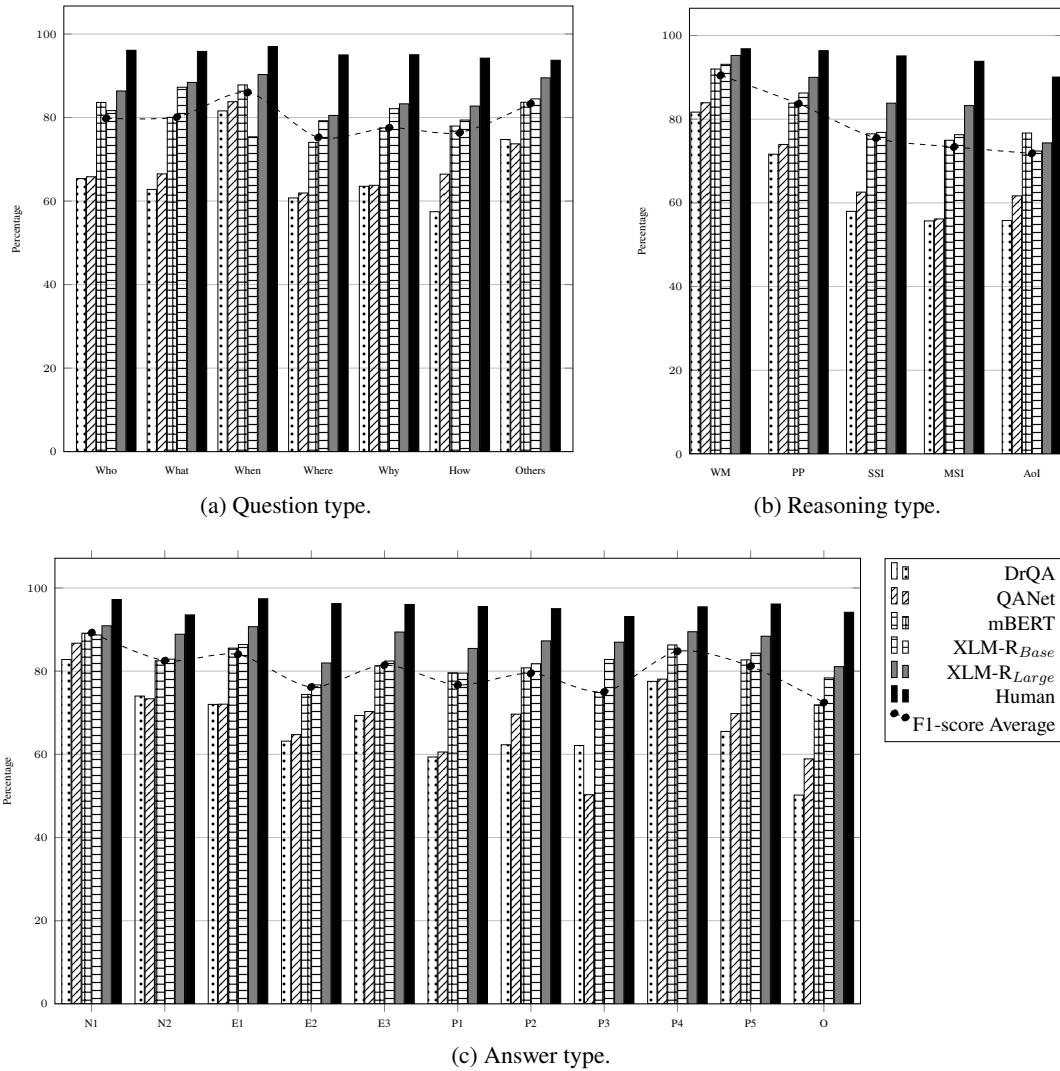 100
80
60
40
20
0
Percentage
Who What When Where Why How Others
(a) Question type.
100
80
60
40
20
0
Percentage
WM PP SSI MSI AoI
(b) Reasoning type.
100
80
60
40
20
0
Percentage
N1 N2 E1 E2 E3 P1 P2 P3 P4 P5 O
(c) Answer type.
DrQA
QANet
mBERT
XLM-R_Base
XLM-R_Large
Human
F1-score Average